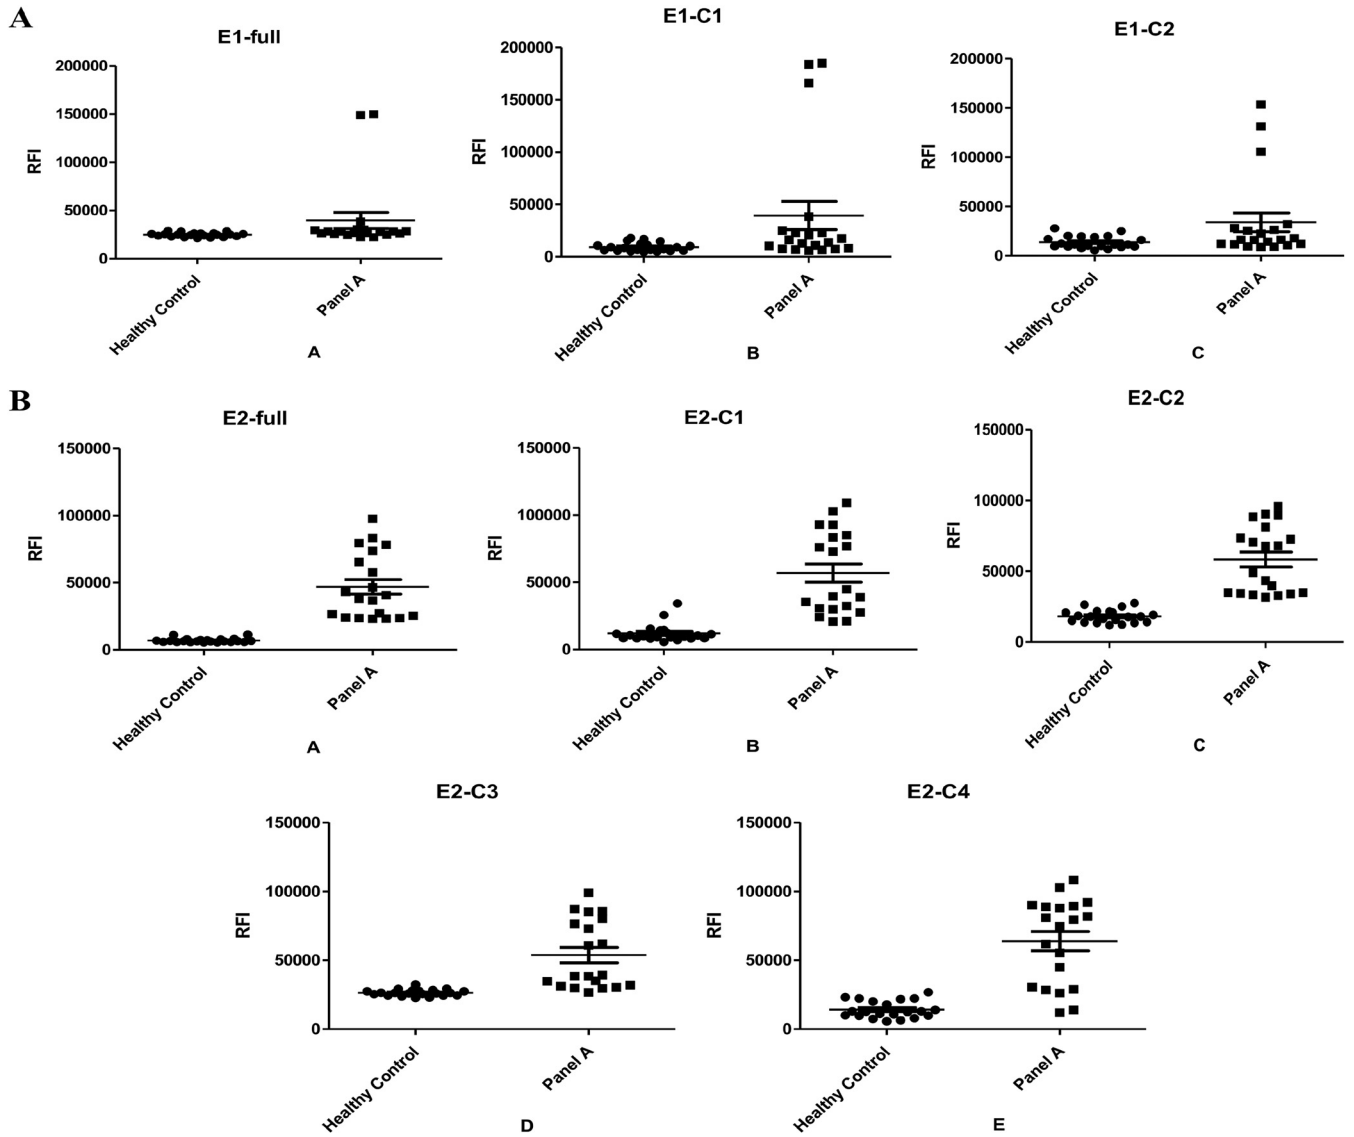 A
E1-full
200000
150000
100000
50000
0
RFI
Healthy Control
Panel A
A
E1-C1
200000
150000
100000
50000
0
RFI
Healthy Control
Panel A
B
E1-C2
200000
150000
100000
50000
0
RFI
Healthy Control
Panel A
C
B
E2-full
150000
100000
50000
0
RFI
Healthy Control
Panel A
A
E2-C1
150000
100000
50000
0
RFI
Healthy Control
Panel A
B
E2-C2
150000
100000
50000
0
RFI
Healthy Control
Panel A
C
E2-C3
150000
100000
50000
0
RFI
Healthy Control
Panel A
D
E2-C4
150000
100000
50000
0
RFI
Healthy Control
Panel A
E